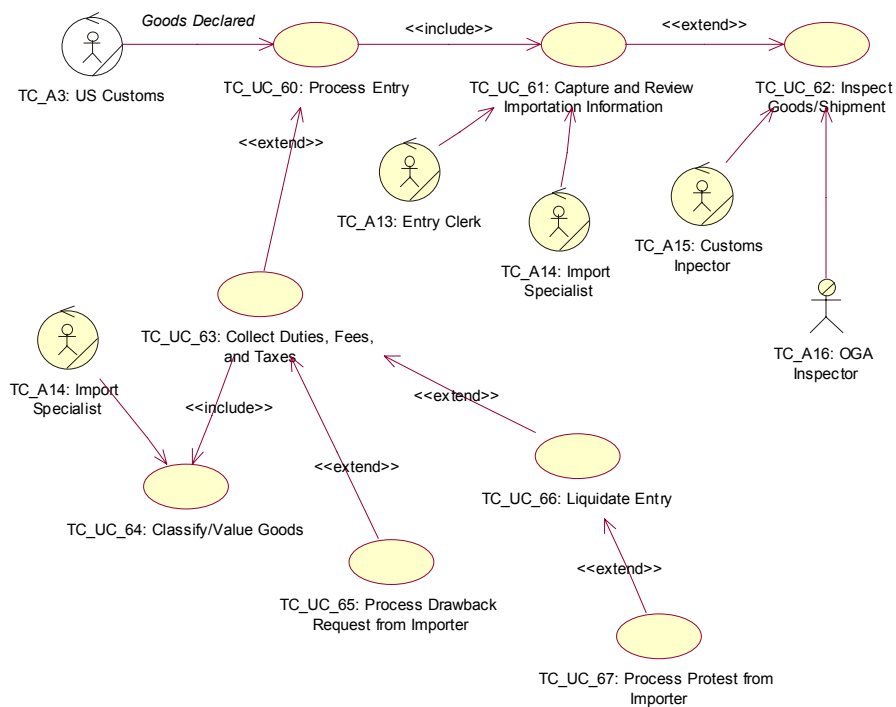 Goods Declared
<<include>>
<<extend>>
TC_A3: US Customs
TC_UC_60: Process Entry
TC_UC_61: Capture and Review
Importation Information
TC_UC_62: Inspect
Goods/Shipment
<<extend>>
TC_A13: Entry Clerk
TC_A14: Import
Specialist
TC_A15: Customs
Inpector
TC_A16: OGA
Inspector
TC_UC_63: Collect Duties, Fees,
and Taxes
TC_A14: Import
Specialist
<<include>>
<<extend>>
<<extend>>
TC_UC_64: Classify/Value Goods
TC_UC_66: Liquidate Entry
<<extend>>
TC_UC_65: Process Drawback
Request from Importer
TC_UC_67: Process Protest from
Importer